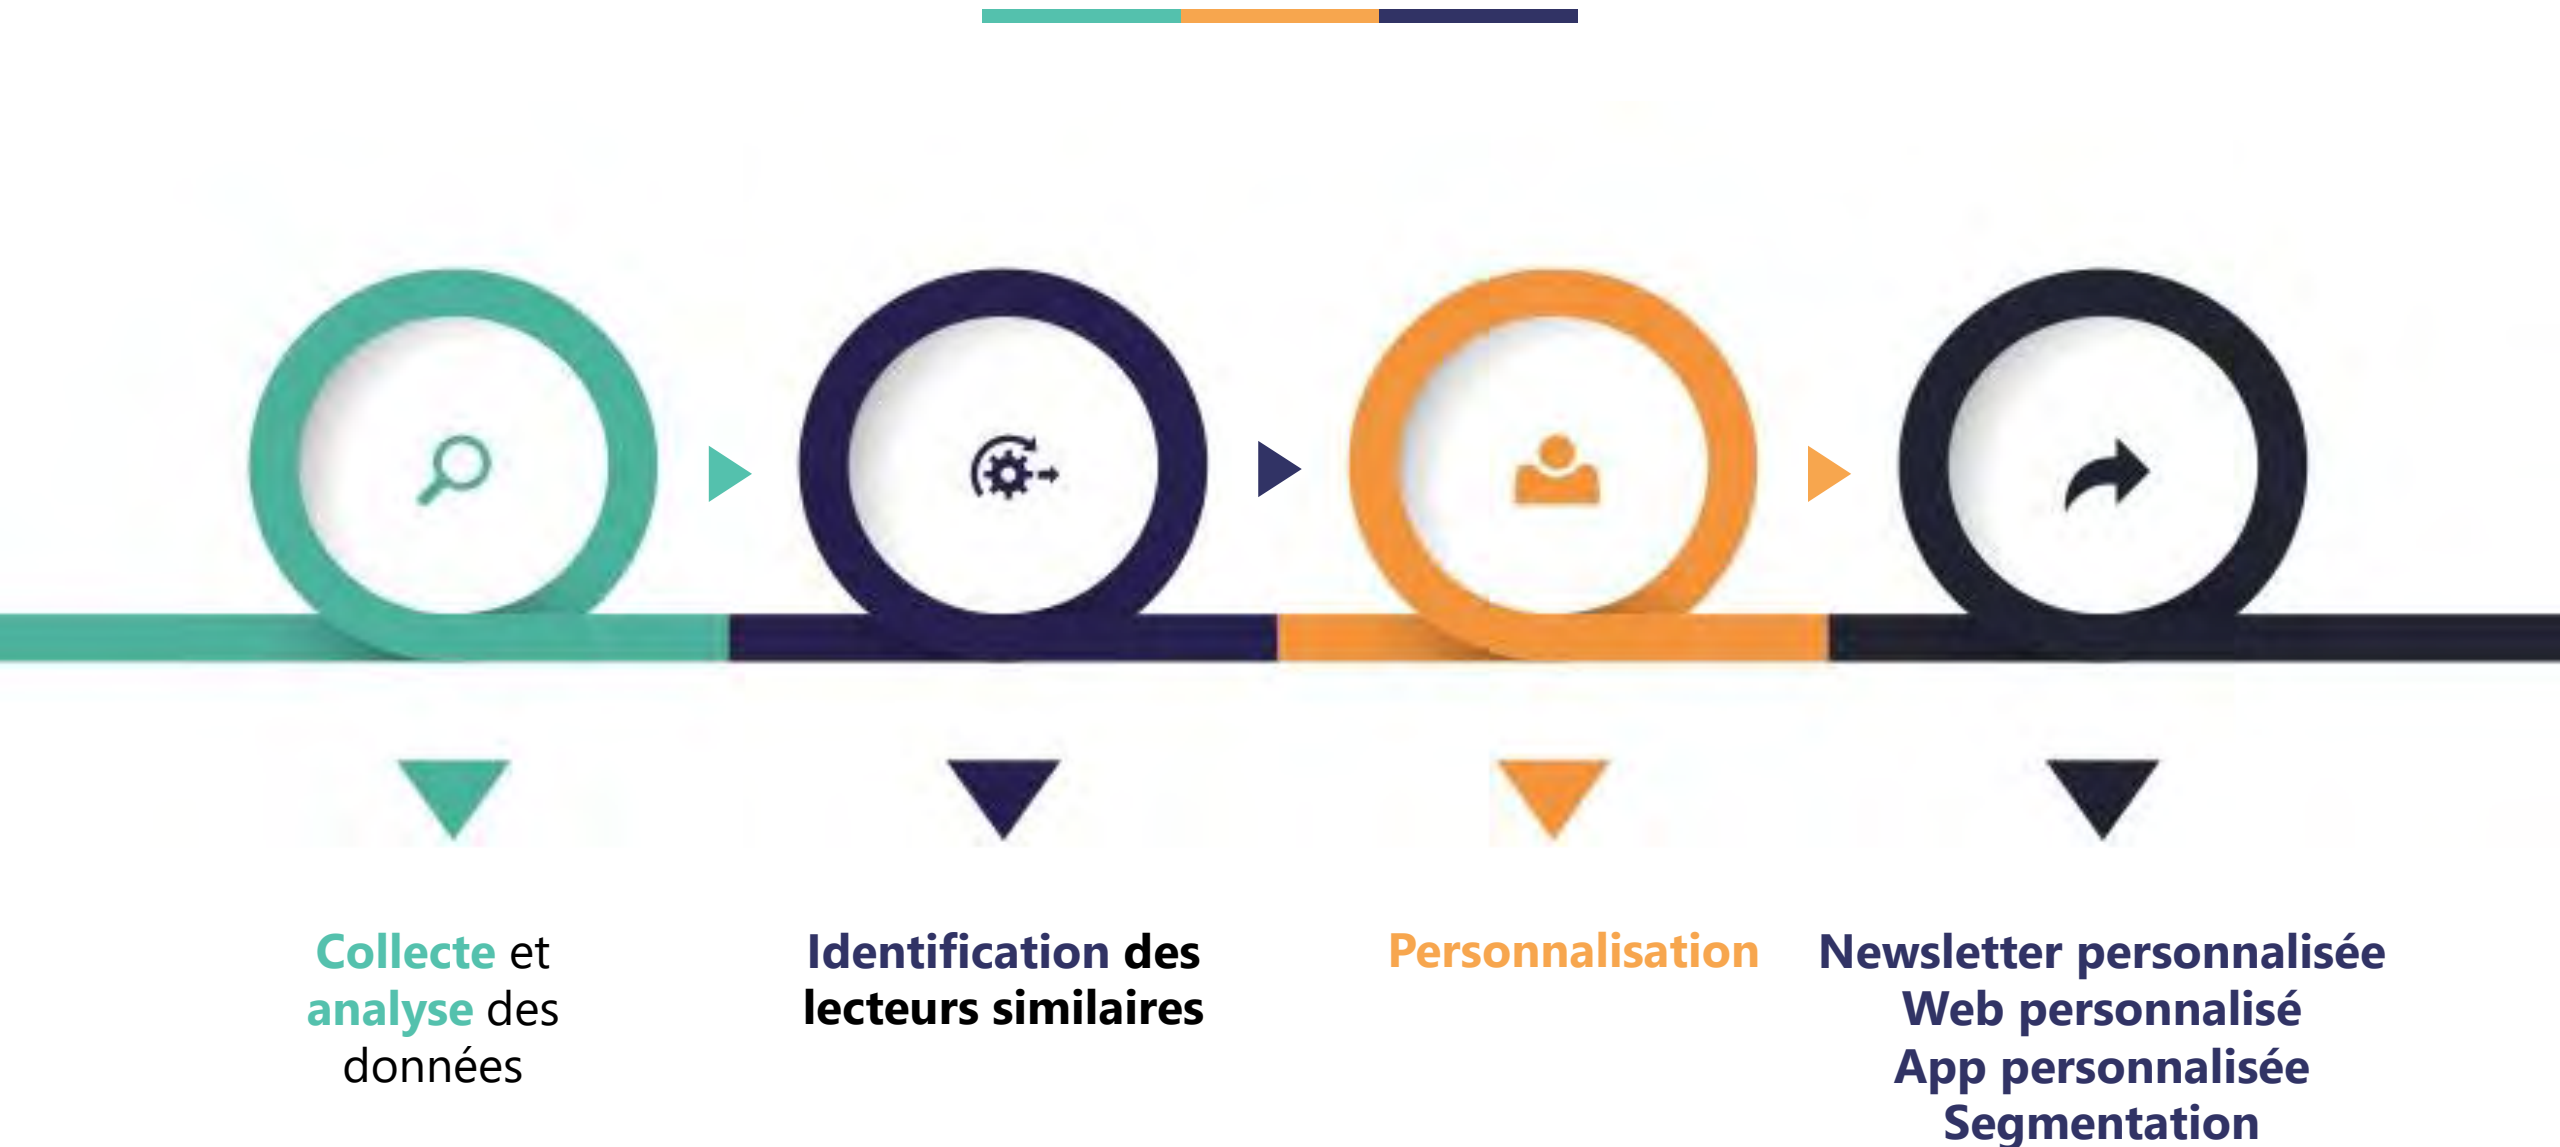 Collecte et
analyse des
données
Identification des
lecteurs similaires
Personnalisation
Newsletter personnalisée
Web personnalisé
App personnalisée
Segmentation